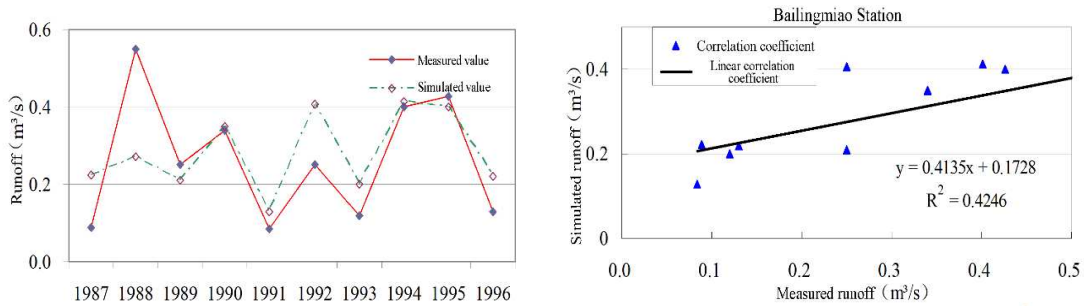 0.6
0.4
0.2
0.0
Runoff (m³/s)
Measured value
Simulated value
1987 1988 1989 1990 1991 1992 1993 1994 1995 1996
Bailingmiao Station
Correlation coefficient
Linear correlation
coefficient
0.4
0.2
0
Simulated runoff (m³/s)
y = 0.4135x + 0.1728
R² = 0.4246
0.0 0.1 0.2 0.3 0.4 0.5
Measured runoff (m³/s)